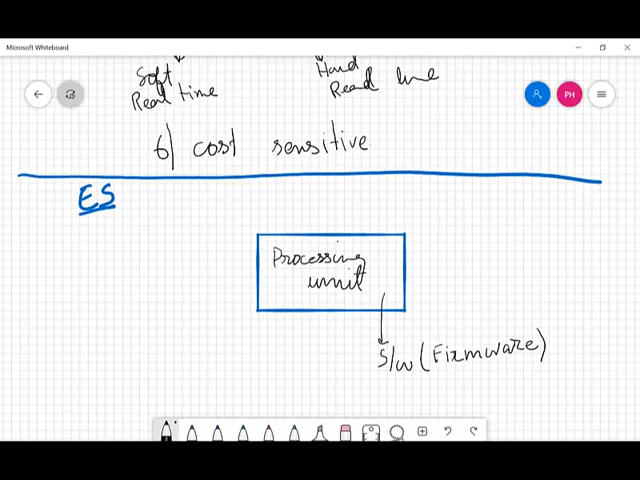 Microsoft Whiteboard
Soft Hard
Real time Read line
PH
6) cost sensitive
ES
Processing
unit
S/w (Firmware)